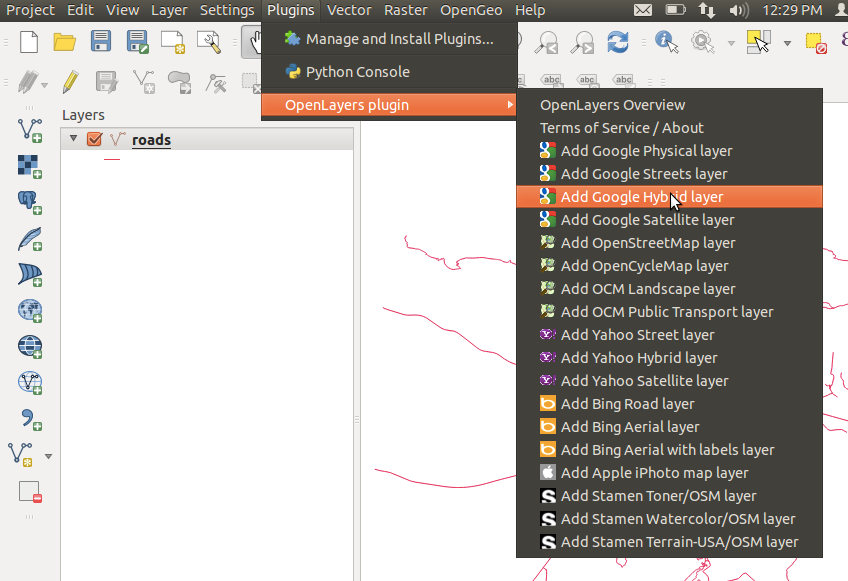 Project Edit View Layer Settings Plugins Vector Raster OpenGeo Help 12:29 PM
Manage and Install Plugins...
Python Console
OpenLayers plugin
Layers
roads
OpenLayers Overview
Terms of Service / About
Add Google Physical layer
Add Google Streets layer
Add Google Hybrid layer
Add Google Satellite layer
Add OpenStreetMap layer
Add OpenCycleMap layer
Add OCM Landscape layer
Add OCM Public Transport layer
Add Yahoo Street layer
Add Yahoo Hybrid layer
Add Yahoo Satellite layer
Add Bing Road layer
Add Bing Aerial layer
Add Bing Aerial with labels layer
Add Apple iPhoto map layer
Add Stamen Toner/OSM layer
Add Stamen Watercolor/OSM layer
Add Stamen Terrain-USA/OSM layer